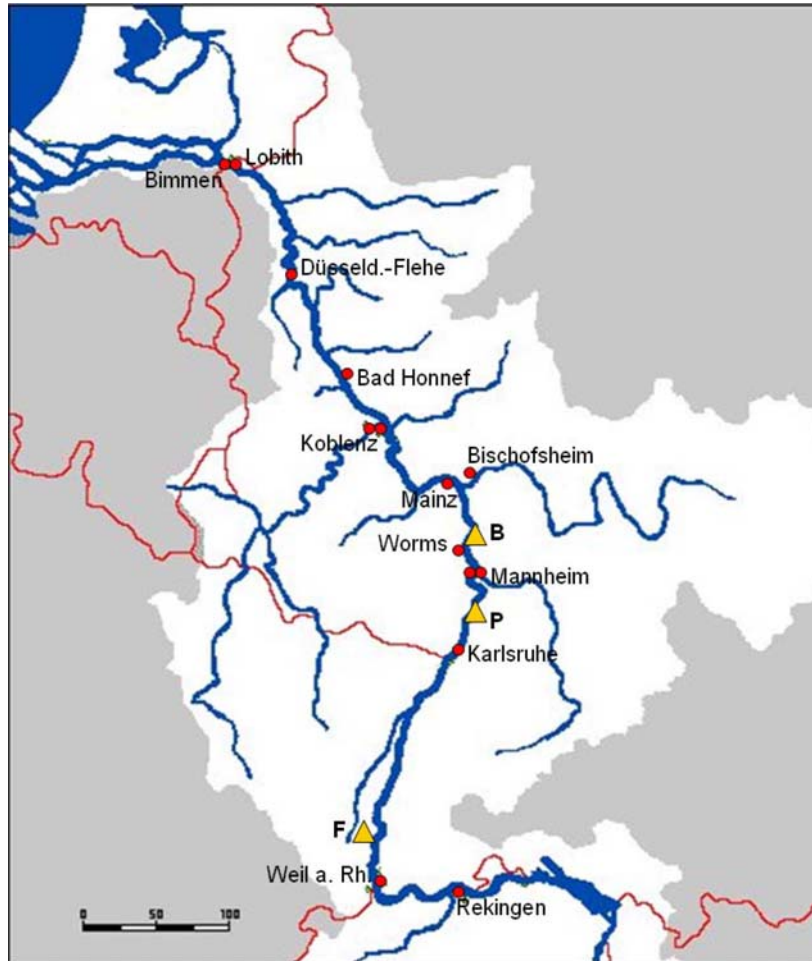 Lobith
Bimmen
Düsseld.-Flehe
Bad Honnef
Koblenz
Bischofsheim
Mainz
B
Worms
Mannheim
P
Karlsruhe
F
Weil a. Rh.
Rekingen
0 50 100